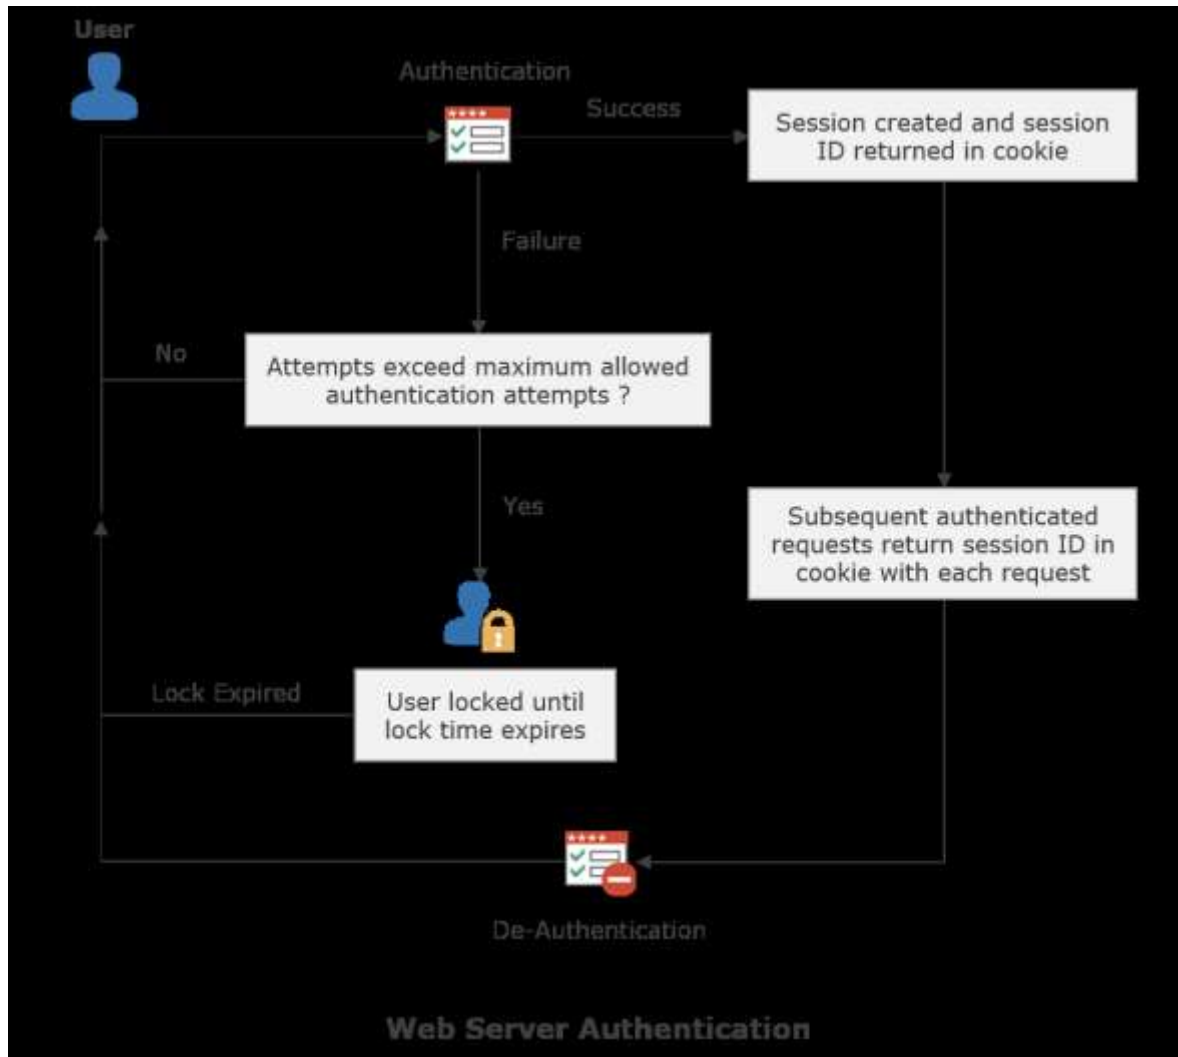 User
Authentication
Success
Session created and session
ID returned in cookie
Failure
No
Attempts exceed maximum allowed
authentication attempts ?
Yes
Subsequent authenticated
requests return session ID in
cookie with each request
Lock Expired
User locked until
lock time expires
De-Authentication
Web Server Authentication